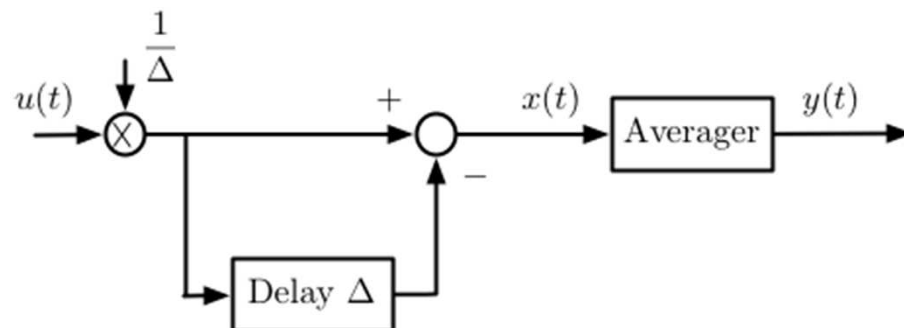 1
Δ
u(t)
X
+
x(t)
Averager
y(t)
−
Delay Δ